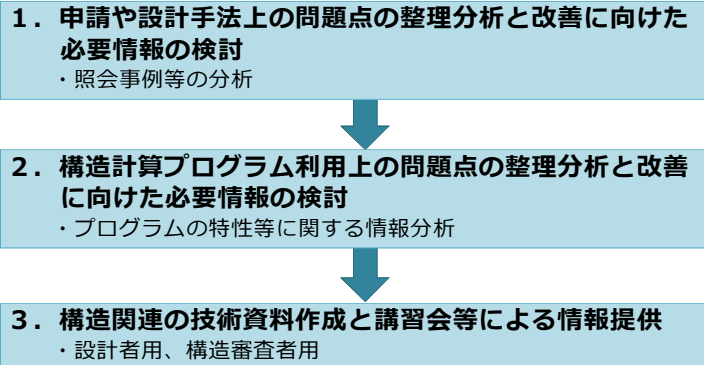 １．申請や設計手法上の問題点の整理分析と改善に向けた
必要情報の検討
・照会事例等の分析
２．構造計算プログラム利用上の問題点の整理分析と改善
に向けた必要情報の検討
・プログラムの特性等に関する情報分析
３．構造関連の技術資料作成と講習会等による情報提供
・設計者用、構造審査者用